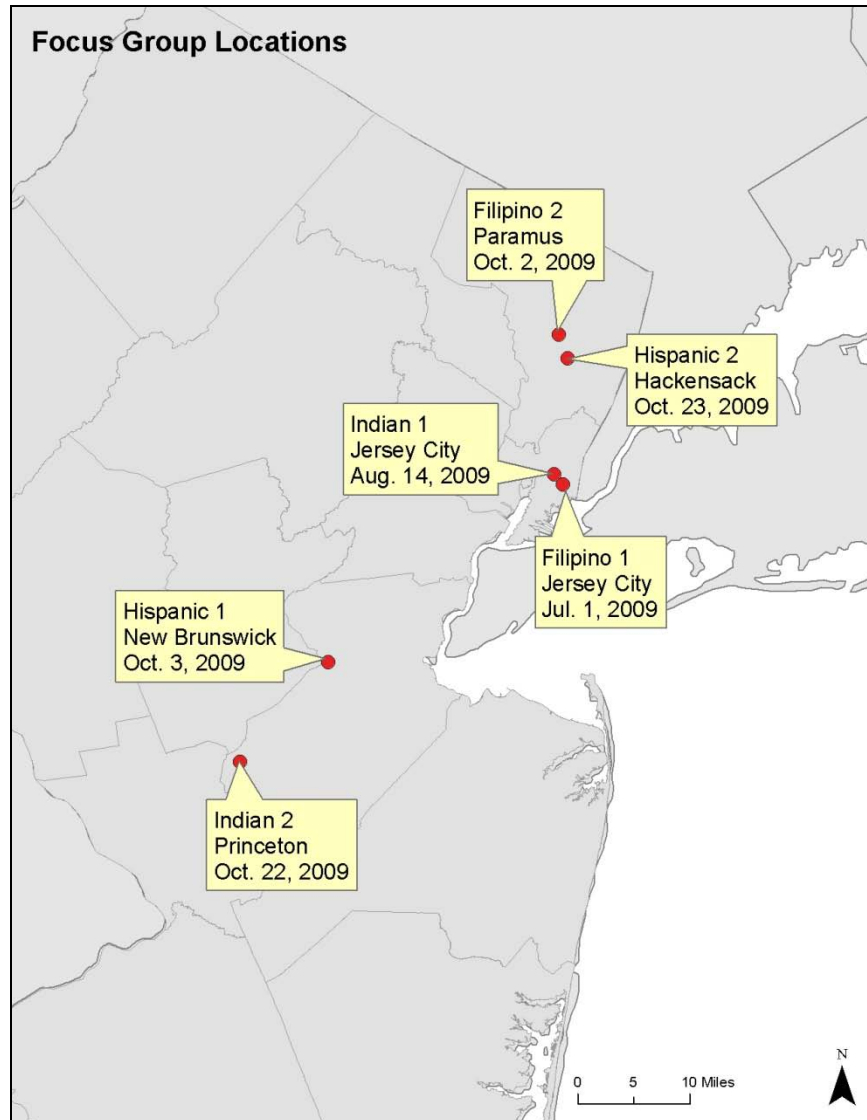 Focus Group Locations
Filipino 2
Paramus
Oct. 2, 2009
Hispanic 2
Hackensack
Oct. 23, 2009
Indian 1
Jersey City
Aug. 14, 2009
Filipino 1
Jersey City
Jul. 1, 2009
Hispanic 1
New Brunswick
Oct. 3, 2009
Indian 2
Princeton
Oct. 22, 2009
0 5 10 Miles
N